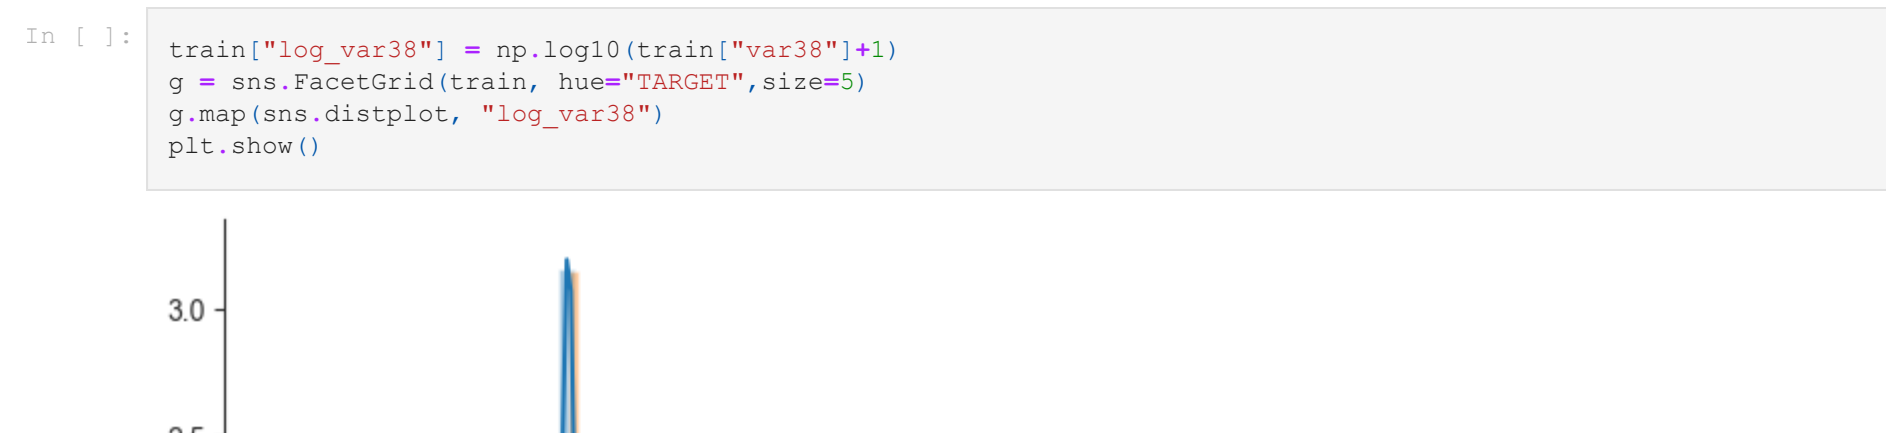 In [ ]:
train["log_var38"] = np.log10(train["var38"]+1)
g = sns.FacetGrid(train, hue="TARGET",size=5)
g.map(sns.distplot, "log_var38")
plt.show()
3.0